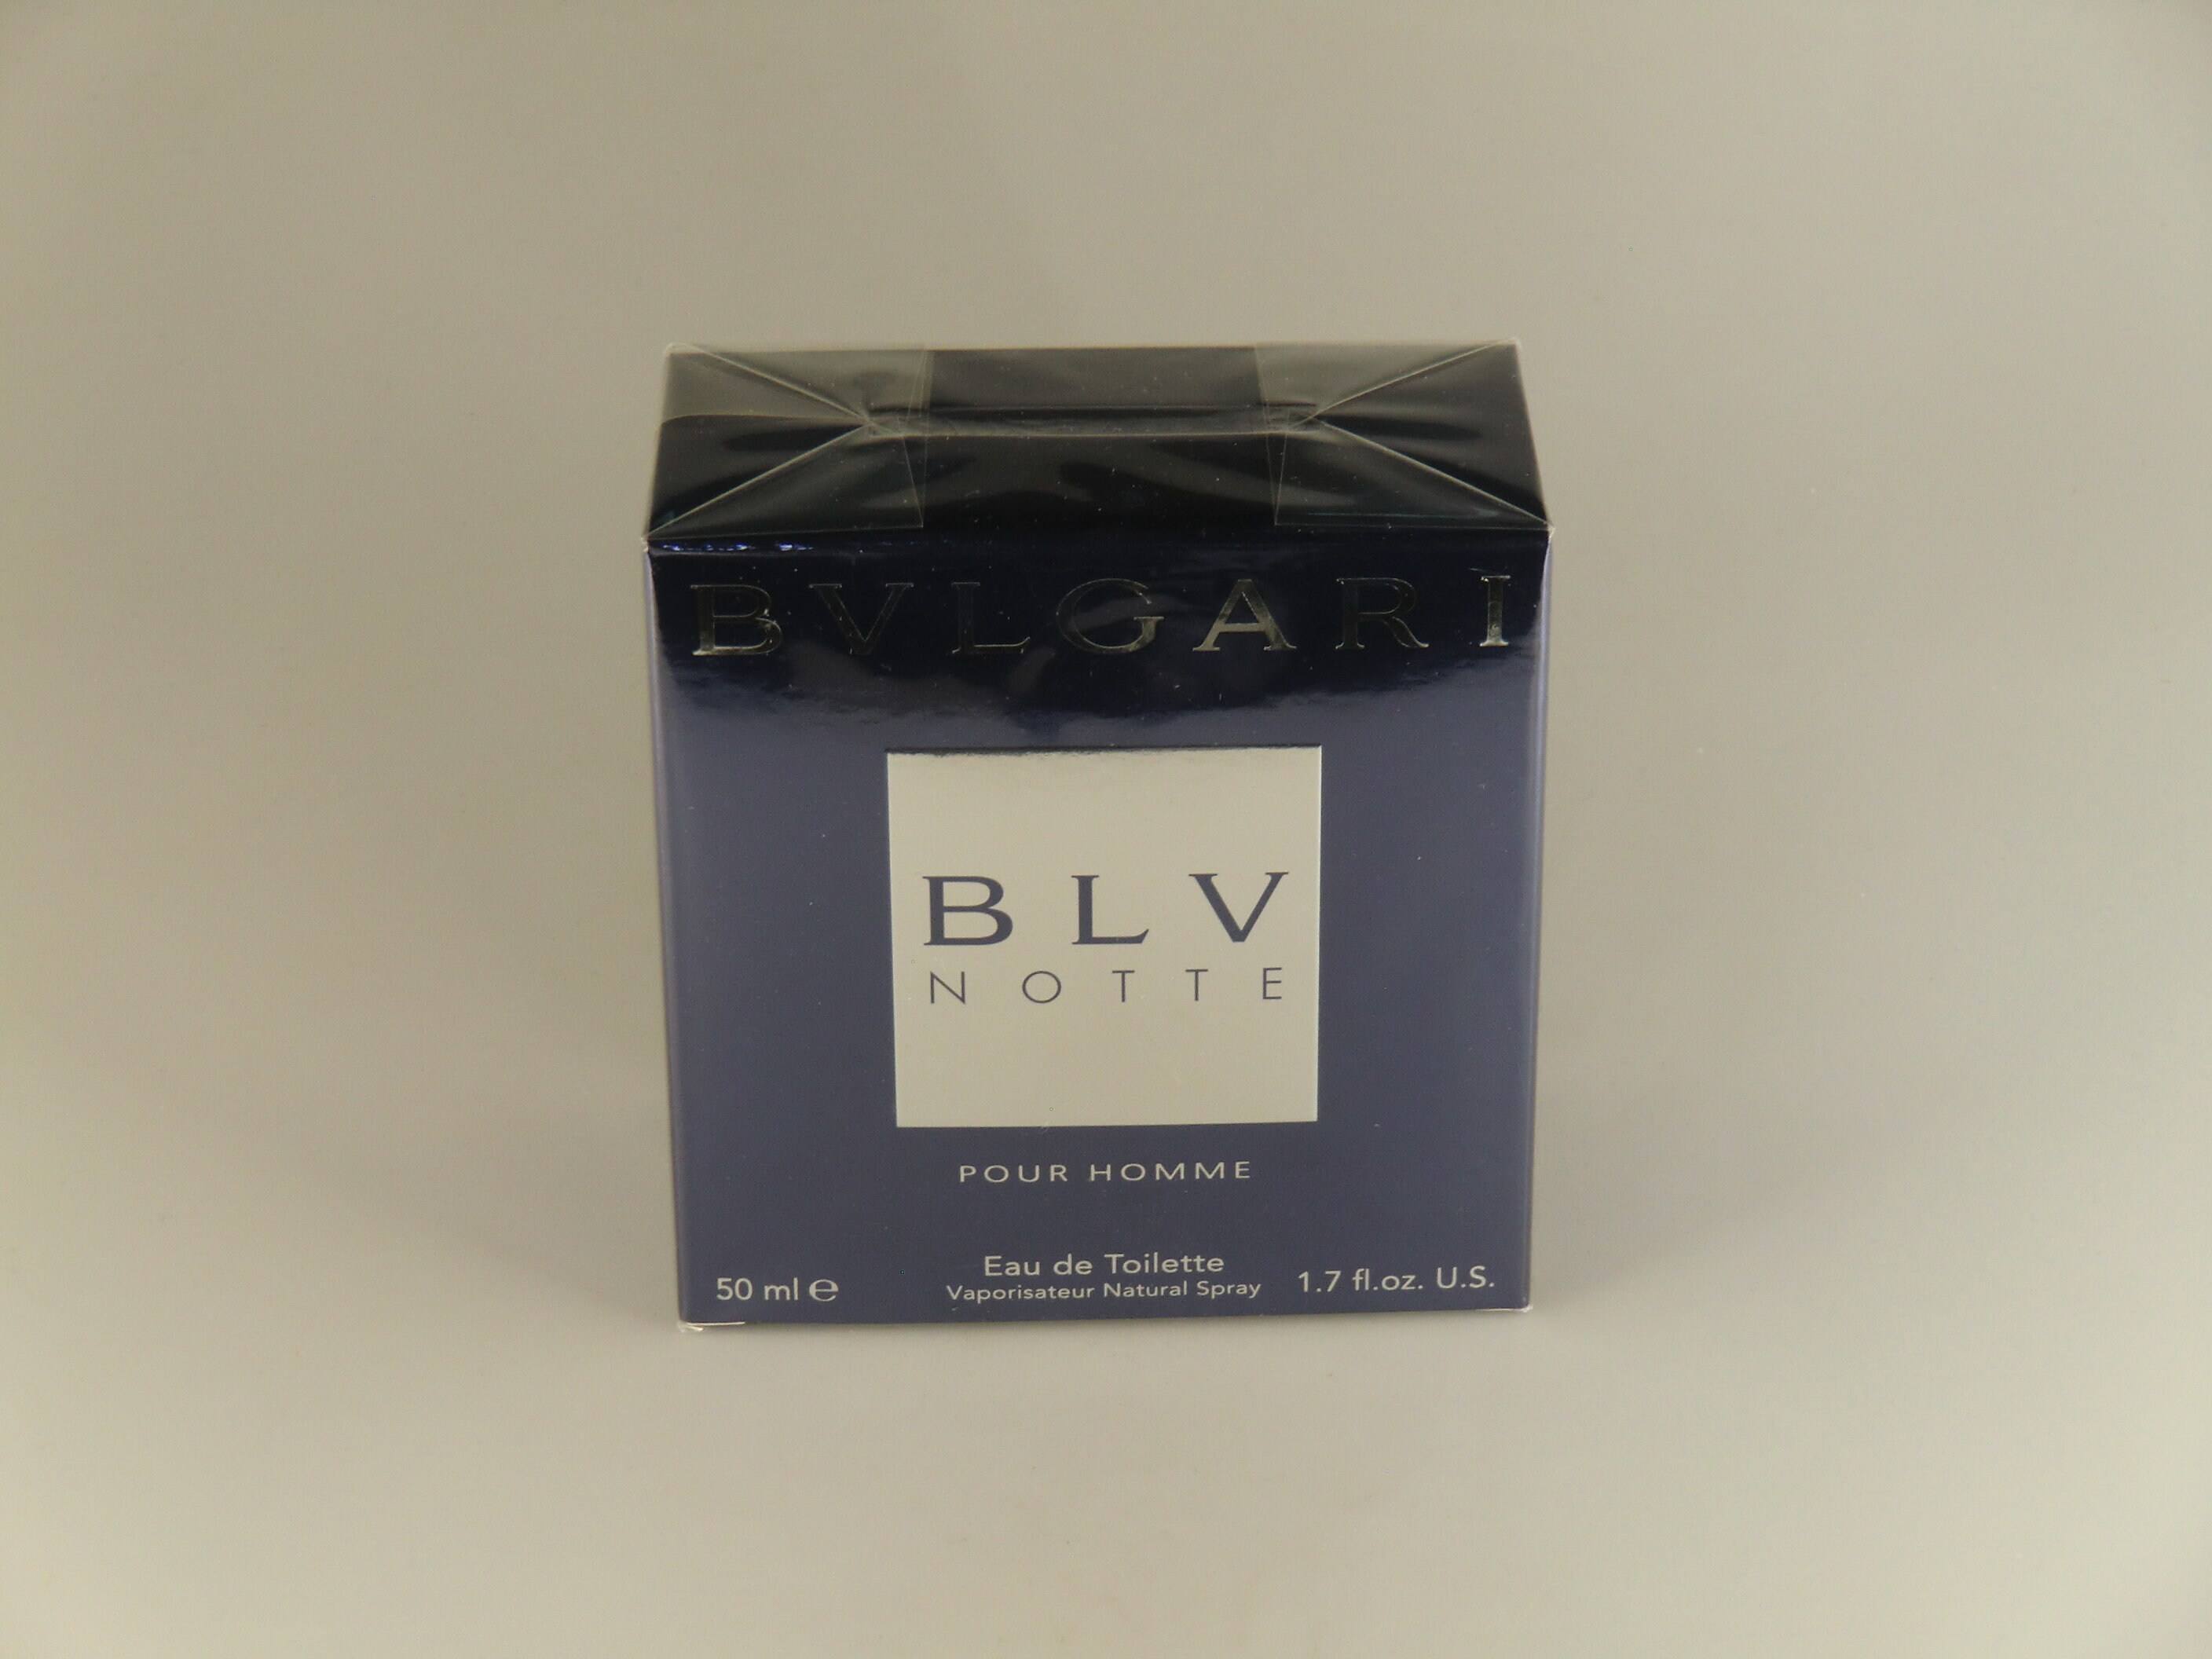 BVLGARI
BLV
NOTTE
POUR HOMME
Eau de Toilette
50 ml ℮ Vaporisateur Natural Spray 1.7 fl.oz. U.S.